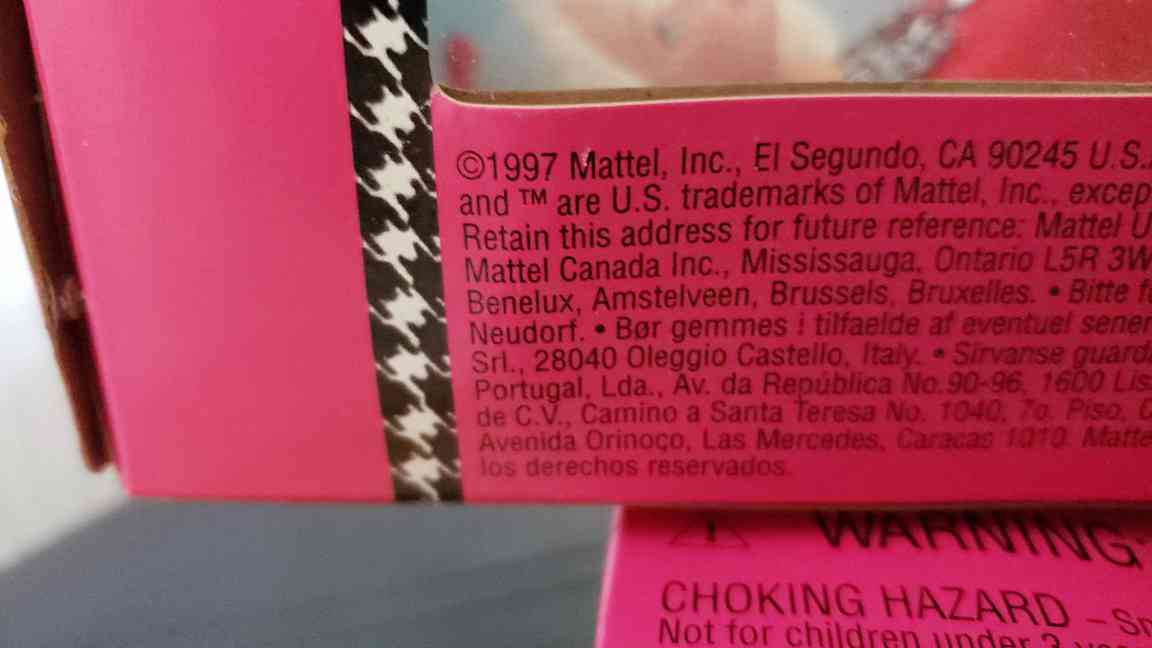 ©1997 Mattel, Inc., El Segundo, CA 90245 U.S.
and ™ are U.S. trademarks of Mattel, Inc., excep
Retain this address for future reference: Mattel U
Mattel Canada Inc., Mississauga, Ontario L5R 3W
Benelux, Amstelveen, Brussels, Bruxelles. • Bitte f
Neudorf. • Bør gemmes i tilfaelde af eventuel sener
Srl., 28040 Oleggio Castello, Italy. • Sirvanse guard
Portugal, Lda., Av. da República No.90-96, 1600 Lis
de C.V., Camino a Santa Teresa No. 1040, 7o. Piso, C
Avenida Orinoço, Las Mercedes, Caracas 1010. Matte
los derechos reservados.
WARNING
CHOKING HAZARD – Sm
Not for children under 3 yea